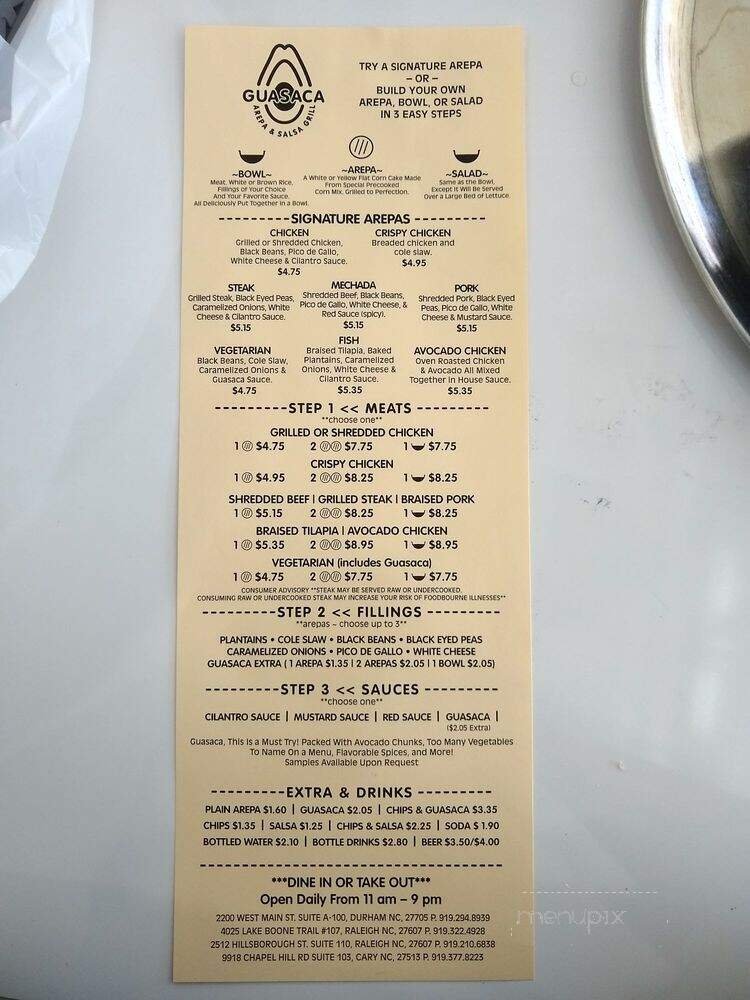 GUASACA
AREPA & SALSA GRILL
TRY A SIGNATURE AREPA
– OR –
BUILD YOUR OWN
AREPA, BOWL, OR SALAD
IN 3 EASY STEPS
~BOWL~
Meat, White or Brown Rice,
Fillings of Your Choice
And Your Favorite Sauce,
All Deliciously Put Together In a Bowl.
~AREPA~
A White or Yellow Flat Corn Cake Made
From Special Precooked
Corn Mix, Grilled to Perfection.
~SALAD~
Same as the Bowl,
Except It Will Be Served
Over a Large Bed of Lettuce.
---------SIGNATURE AREPAS ---------
CHICKEN
Grilled or Shredded Chicken,
Black Beans, Pico de Gallo,
White Cheese & Cilantro Sauce.
$4.75
CRISPY CHICKEN
Breaded chicken and
cole slaw.
$4.95
STEAK
Grilled Steak, Black Eyed Peas,
Caramelized Onions, White
Cheese & Cilantro Sauce.
$5.15
MECHADA
Shredded Beef, Black Beans,
Pico de Gallo, White Cheese, &
Red Sauce (spicy).
$5.15
PORK
Shredded Pork, Black Eyed
Peas, Pico de Gallo, White
Cheese & Mustard Sauce.
$5.15
VEGETARIAN
Black Beans, Cole Slaw,
Caramelized Onions &
Guasaca Sauce.
$4.75
FISH
Braised Tilapia, Baked
Plantains, Caramelized
Onions, White Cheese &
Cilantro Sauce.
$5.35
AVOCADO CHICKEN
Oven Roasted Chicken
& Avocado All Mixed
Together In House Sauce.
$5.35
---------STEP 1 << MEATS ---------
**choose one**
GRILLED OR SHREDDED CHICKEN
1 $4.75 2 $7.75 1 $7.75
CRISPY CHICKEN
1 $4.95 2 $8.25 1 $8.25
SHREDDED BEEF | GRILLED STEAK | BRAISED PORK
1 $5.15 2 $8.25 1 $8.25
BRAISED TILAPIA | AVOCADO CHICKEN
1 $5.35 2 $8.95 1 $8.95
VEGETARIAN (includes Guasaca)
1 $4.75 2 $7.75 1 $7.75
CONSUMER ADVISORY **STEAK MAY BE SERVED RAW OR UNDERCOOKED.
CONSUMING RAW OR UNDERCOOKED STEAK MAY INCREASE YOUR RISK OF FOODBOURNE ILLNESSES**
---------STEP 2 << FILLINGS ---------
**arepas ~ choose up to 3**
PLANTAINS • COLE SLAW • BLACK BEANS • BLACK EYED PEAS
CARAMELIZED ONIONS • PICO DE GALLO • WHITE CHEESE
GUASACA EXTRA ( 1 AREPA $1.35 | 2 AREPAS $2.05 | 1 BOWL $2.05)
---------STEP 3 << SAUCES ---------
**choose one**
CILANTRO SAUCE | MUSTARD SAUCE | RED SAUCE | GUASACA |
($2.05 Extra)
Guasaca, This Is a Must Try! Packed With Avocado Chunks, Too Many Vegetables
To Name On a Menu, Flavorable Spices, and More!
Samples Available Upon Request
---------EXTRA & DRINKS ---------
PLAIN AREPA $1.60 | GUASACA $2.05 | CHIPS & GUASACA $3.35
CHIPS $1.35 | SALSA $1.25 | CHIPS & SALSA $2.25 | SODA $ 1.90
BOTTLED WATER $2.10 | BOTTLE DRINKS $2.80 | BEER $3.50/$4.00
***DINE IN OR TAKE OUT***
Open Daily From 11 am – 9 pm
2200 WEST MAIN ST. SUITE A-100, DURHAM NC, 27705 P. 919.294.8939
4025 LAKE BOONE TRAIL #107, RALEIGH NC, 27607 P. 919.322.4928
2512 HILLSBOROUGH ST. SUITE 110, RALEIGH NC, 27607 P. 919.210.6838
9918 CHAPEL HILL RD SUITE 103, CARY NC, 27513 P. 919.377.8223
menupix